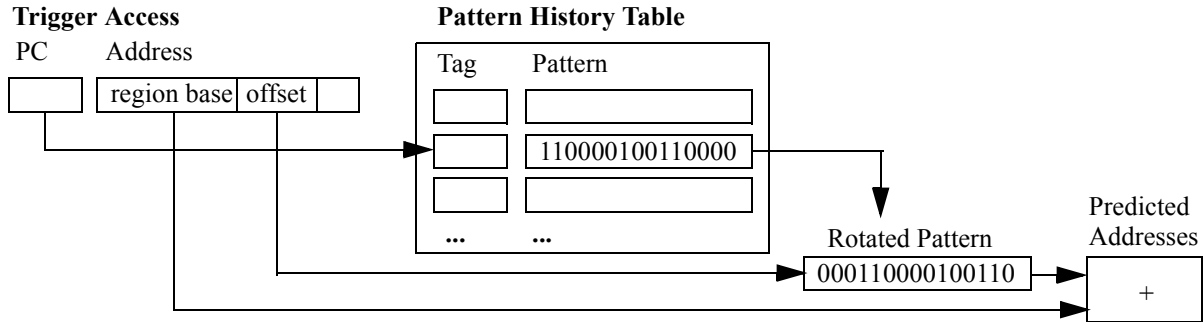 Trigger Access
PC Address
region base offset
Pattern History Table
Tag Pattern
110000100110000
... ...
Rotated Pattern
000110000100110
Predicted
Addresses
+